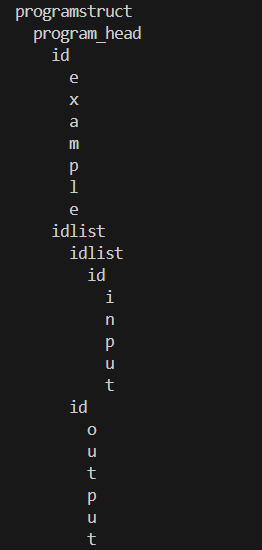 programstruct
program_head
id
e
x
a
m
p
l
e
idlist
idlist
id
i
n
p
u
t
id
o
u
t
p
u
t